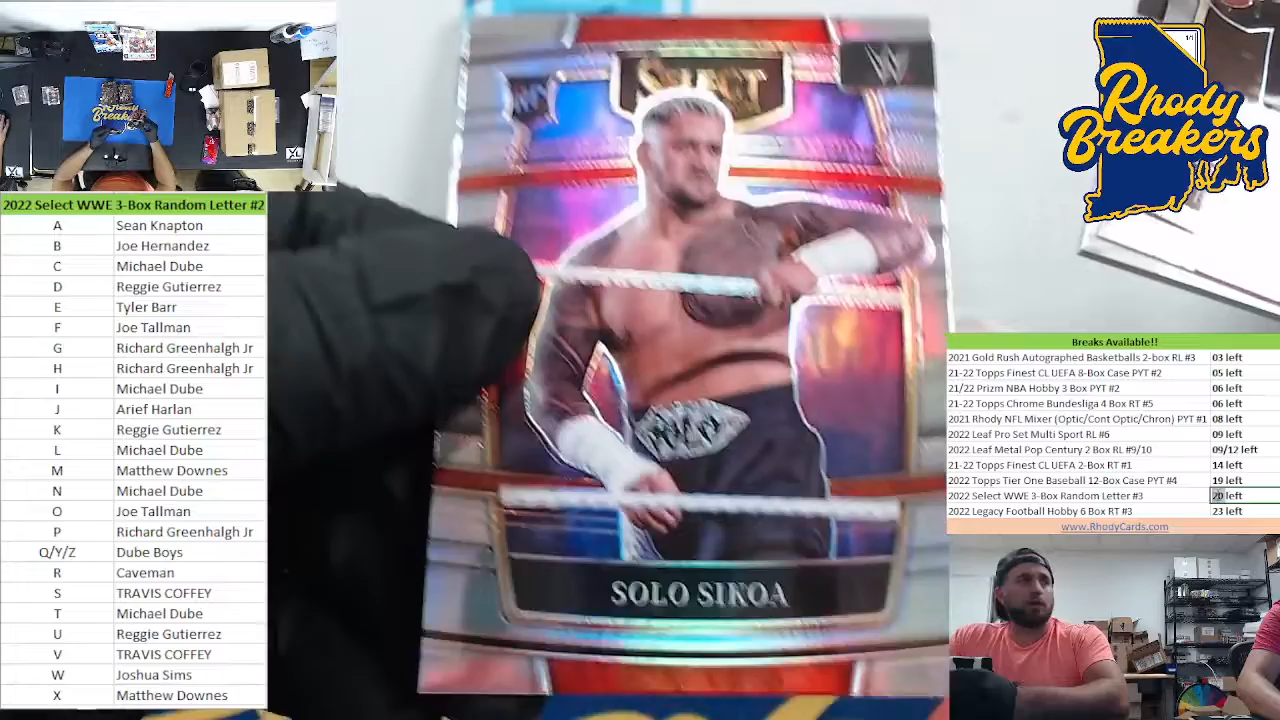 2022 Select WWE 3-Box Random Letter #2
A Sean Knapton
B Joe Hernandez
C Michael Dube
D Reggie Gutierrez
E Tyler Barr
F Joe Tallman
G Richard Greenhalgh Jr
H Richard Greenhalgh Jr
I Michael Dube
J Arief Harlan
K Reggie Gutierrez
L Michael Dube
M Matthew Downes
N Michael Dube
O Joe Tallman
P Richard Greenhalgh Jr
Q/Y/Z Dube Boys
R Caveman
S TRAVIS COFFEY
T Michael Dube
U Reggie Gutierrez
V TRAVIS COFFEY
W Joshua Sims
X Matthew Downes
SELECT
SOLO SIKOA
Rhody
Breakers
Breaks Available!!
2021 Gold Rush Autographed Basketballs 2-box RL #3 03 left
21-22 Topps Finest CL UEFA 8-Box Case PYT #2 05 left
21/22 Prizm NBA Hobby 3 Box PYT #2 06 left
21-22 Topps Chrome Bundesliga 4 Box RT #5 06 left
2021 Rhody NFL Mixer (Optic/Cont Optic/Chron) PYT #1 08 left
2022 Leaf Pro Set Multi Sport RL #6 09 left
2022 Leaf Metal Pop Century 2 Box RL #9/10 09/12 left
21-22 Topps Finest CL UEFA 2-Box RT #1 14 left
2022 Topps Tier One Baseball 12-Box Case PYT #4 19 left
2022 Select WWE 3-Box Random Letter #3 20 left
2022 Legacy Football Hobby 6 Box RT #3 23 left
www.RhodyCards.com